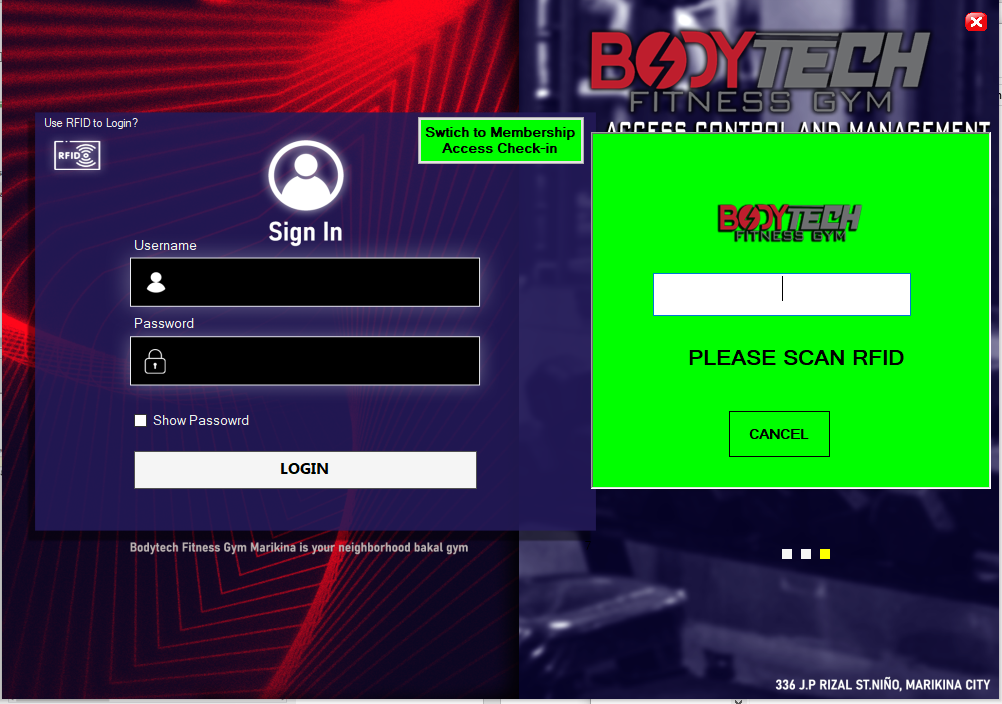 BODYTECH
FITNESS GYM
ACCESS CONTROL AND MANAGEMENT
Use RFID to Login?
RFID
Swtich to Membership
Access Check-in
Sign In
Username
Password
Show Passowrd
LOGIN
Bodytech Fitness Gym Marikina is your neighborhood bakal gym
BODYTECH
FITNESS GYM
PLEASE SCAN RFID
CANCEL
336 J.P RIZAL ST.NIÑO, MARIKINA CITY